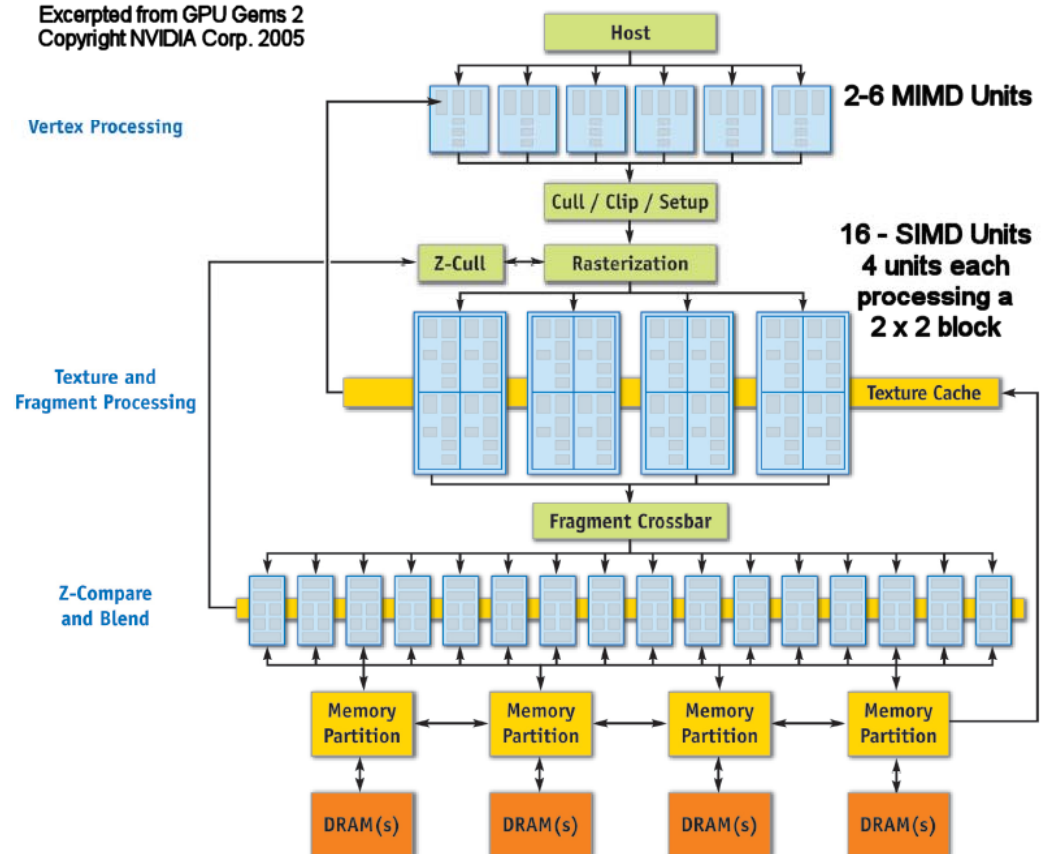 Excerpted from GPU Gems 2
Copyright NVIDIA Corp. 2005
Host
2-6 MIMD Units
Vertex Processing
Cull / Clip / Setup
Z-Cull
Rasterization
16 - SIMD Units
4 units each
processing a
2 x 2 block
Texture and
Fragment Processing
Texture Cache
Fragment Crossbar
Z-Compare
and Blend
Memory
Partition
Memory
Partition
Memory
Partition
Memory
Partition
DRAM(s)
DRAM(s)
DRAM(s)
DRAM(s)